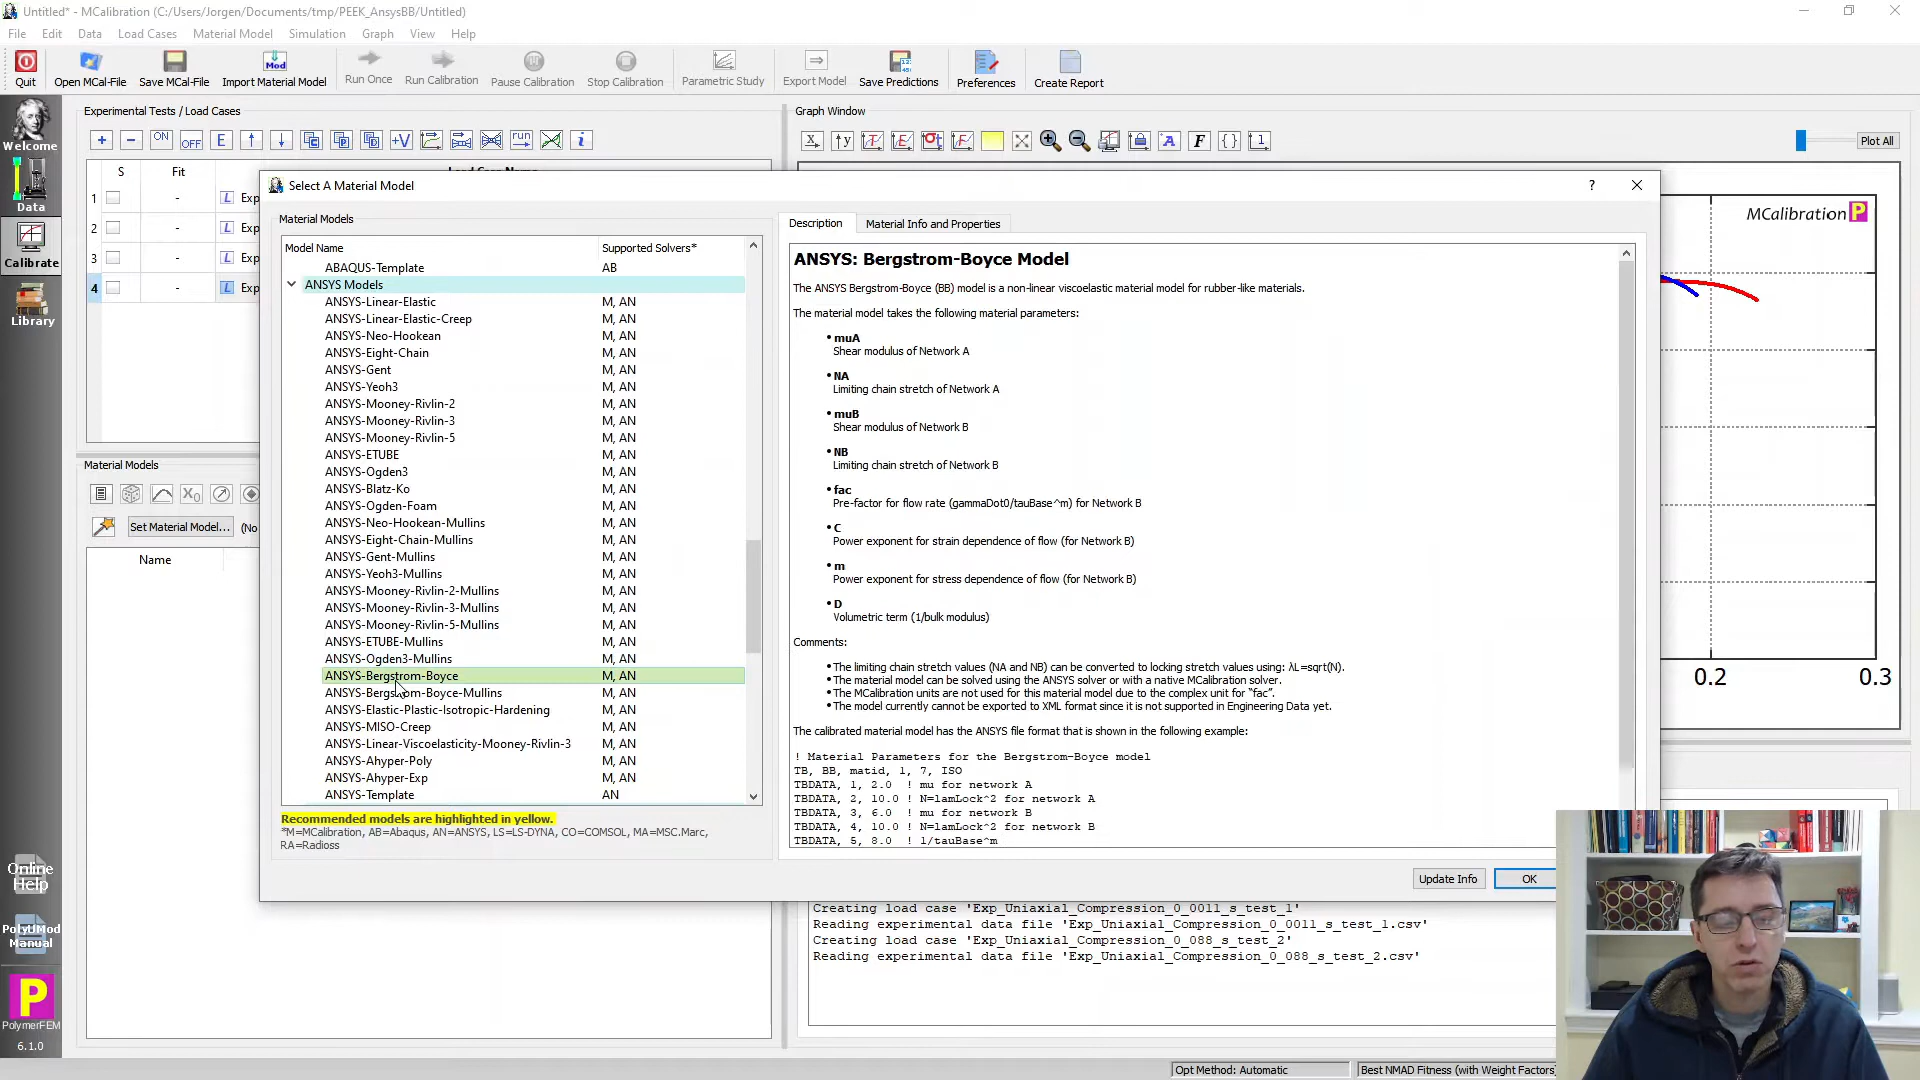 Untitled* - MCalibration (C:/Users/Jorgen/Documents/tmp/PEEK_AnsysBB/Untitled)
File Edit Data Load Cases Material Model Simulation Graph View Help
Quit Open MCal-File Save MCal-File Import Material Model Run Once Run Calibration Pause Calibration Stop Calibration Parametric Study Export Model Save Predictions Preferences Create Report
Welcome
Data
Calibrate
Library
Online Help
PolyUMod Manual
PolymerFEM
6.1.0
Experimental Tests / Load Cases
ON OFF E +V run i
S Fit
1 - L Exp
2 - L Exp
3 - L Exp
4 - L Exp
Material Models
Set Material Model... (No
Name
Graph Window
Plot All
MCalibration P
0.2 0.3
Select A Material Model
? ×
Material Models
Model Name Supported Solvers*
ABAQUS-Template AB
ANSYS Models
ANSYS-Linear-Elastic M, AN
ANSYS-Linear-Elastic-Creep M, AN
ANSYS-Neo-Hookean M, AN
ANSYS-Eight-Chain M, AN
ANSYS-Gent M, AN
ANSYS-Yeoh3 M, AN
ANSYS-Mooney-Rivlin-2 M, AN
ANSYS-Mooney-Rivlin-3 M, AN
ANSYS-Mooney-Rivlin-5 M, AN
ANSYS-ETUBE M, AN
ANSYS-Ogden3 M, AN
ANSYS-Blatz-Ko M, AN
ANSYS-Ogden-Foam M, AN
ANSYS-Neo-Hookean-Mullins M, AN
ANSYS-Eight-Chain-Mullins M, AN
ANSYS-Gent-Mullins M, AN
ANSYS-Yeoh3-Mullins M, AN
ANSYS-Mooney-Rivlin-2-Mullins M, AN
ANSYS-Mooney-Rivlin-3-Mullins M, AN
ANSYS-Mooney-Rivlin-5-Mullins M, AN
ANSYS-ETUBE-Mullins M, AN
ANSYS-Ogden3-Mullins M, AN
ANSYS-Bergstrom-Boyce M, AN
ANSYS-Bergstrom-Boyce-Mullins M, AN
ANSYS-Elastic-Plastic-Isotropic-Hardening M, AN
ANSYS-MISO-Creep M, AN
ANSYS-Linear-Viscoelasticity-Mooney-Rivlin-3 M, AN
ANSYS-Ahyper-Poly M, AN
ANSYS-Ahyper-Exp M, AN
ANSYS-Template AN
Recommended models are highlighted in yellow.
*M=MCalibration, AB=Abaqus, AN=ANSYS, LS=LS-DYNA, CO=COMSOL, MA=MSC.Marc,
RA=Radioss
Description Material Info and Properties
ANSYS: Bergstrom-Boyce Model
The ANSYS Bergstrom-Boyce (BB) model is a non-linear viscoelastic material model for rubber-like materials.
The material model takes the following material parameters:
• muA
Shear modulus of Network A
• NA
Limiting chain stretch of Network A
• muB
Shear modulus of Network B
• NB
Limiting chain stretch of Network B
• fac
Pre-factor for flow rate (gammaDot0/tauBase^m) for Network B
• C
Power exponent for strain dependence of flow (for Network B)
• m
Power exponent for stress dependence of flow (for Network B)
• D
Volumetric term (1/bulk modulus)
Comments:
• The limiting chain stretch values (NA and NB) can be converted to locking stretch values using: λL=sqrt(N).
• The material model can be solved using the ANSYS solver or with a native MCalibration solver.
• The MCalibration units are not used for this material model due to the complex unit for "fac".
• The model currently cannot be exported to XML format since it is not supported in Engineering Data yet.
The calibrated material model has the ANSYS file format that is shown in the following example:
! Material Parameters for the Bergstrom-Boyce model
TB, BB, matid, 1, 7, ISO
TBDATA, 1, 2.0 ! mu for network A
TBDATA, 2, 10.0 ! N=lamLock^2 for network A
TBDATA, 3, 6.0 ! mu for network B
TBDATA, 4, 10.0 ! N=lamLock^2 for network B
TBDATA, 5, 8.0 ! 1/tauBase^m
Update Info OK
Creating load case 'Exp_Uniaxial_Compression_0_0011_s_test_1'
Reading experimental data file 'Exp_Uniaxial_Compression_0_0011_s_test_1.csv'
Creating load case 'Exp_Uniaxial_Compression_0_088_s_test_2'
Reading experimental data file 'Exp_Uniaxial_Compression_0_088_s_test_2.csv'
Opt Method: Automatic Best NMAD Fitness (with Weight Factors)